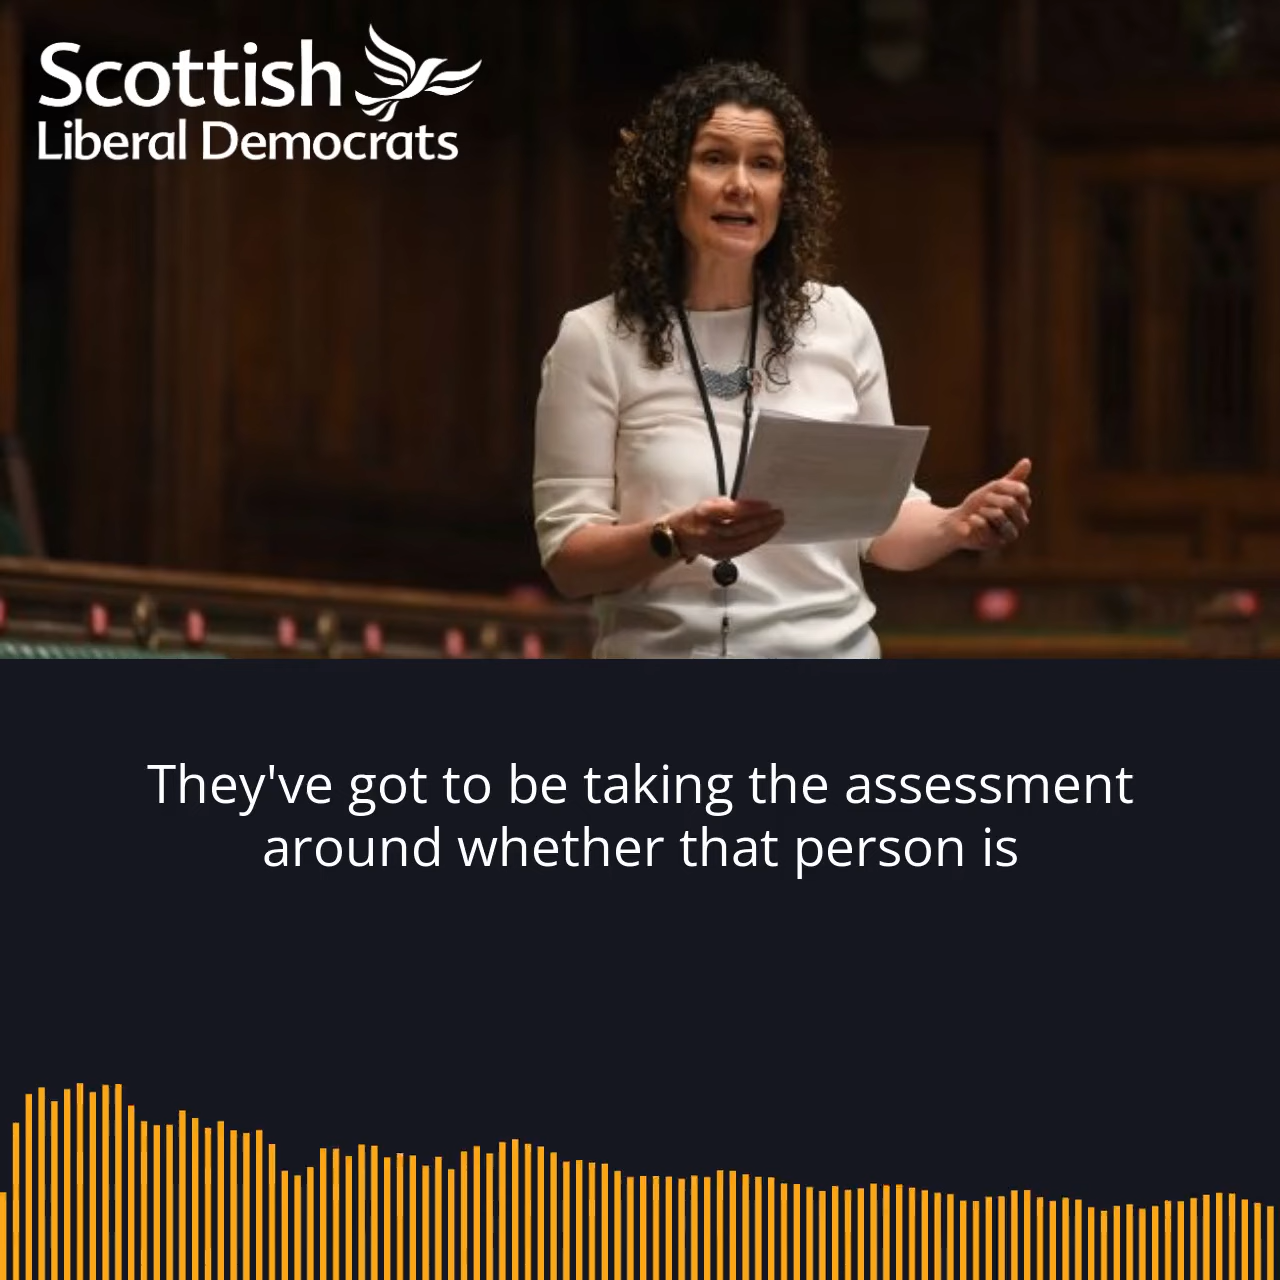 Scottish
Liberal Democrats
They've got to be taking the assessment
around whether that person is